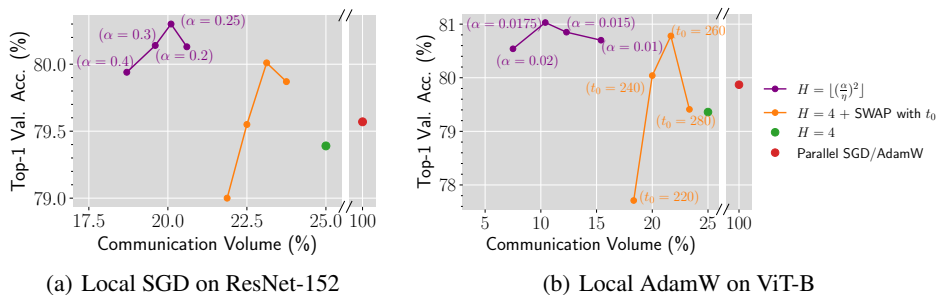 Top-1 Val. Acc. (%)
80.0
79.5
79.0
(α = 0.25)
(α = 0.3)
(α = 0.2)
(α = 0.4)
17.5 20.0 22.5 25.0 100
Communication Volume (%)
(a) Local SGD on ResNet-152
Top-1 Val. Acc. (%)
81
80
79
78
(α = 0.0175)
(α = 0.015)
(α = 0.01)
(α = 0.02)
(t₀ = 260
(t₀ = 240)
(t₀ = 280)
(t₀ = 220)
5 10 15 20 25 100
Communication Volume (%)
(b) Local AdamW on ViT-B
H = ⌊(α/η)²⌋
H = 4 + SWAP with t₀
H = 4
Parallel SGD/AdamW